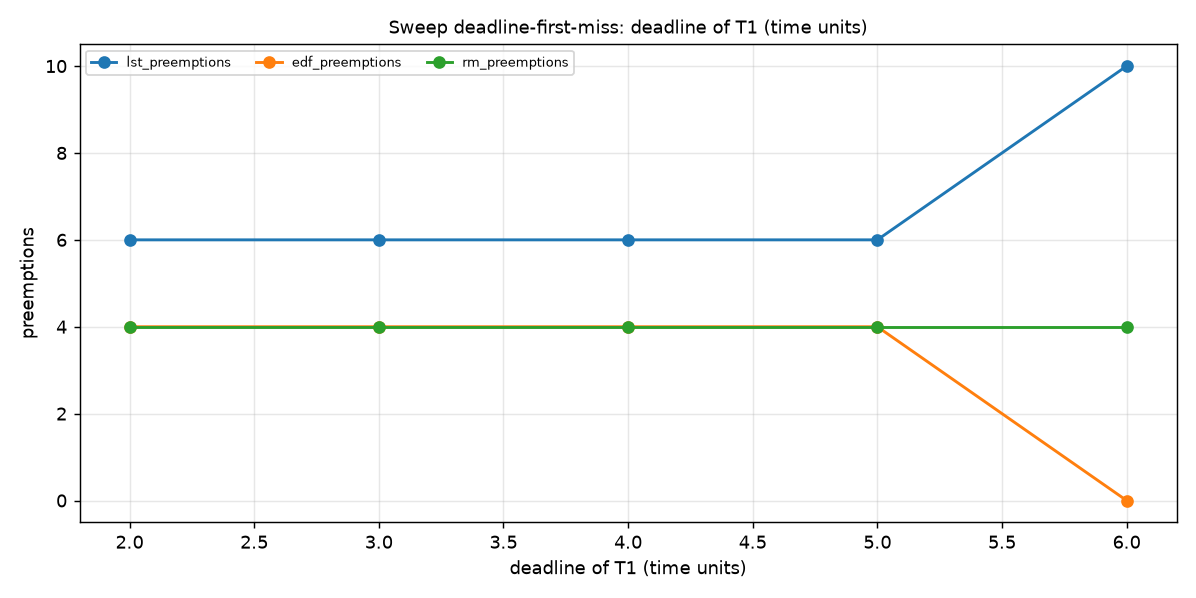 Sweep deadline-first-miss: deadline of T1 (time units)
lst_preemptions edf_preemptions rm_preemptions
10
8
6
4
2
0
preemptions
2.0 2.5 3.0 3.5 4.0 4.5 5.0 5.5 6.0
deadline of T1 (time units)